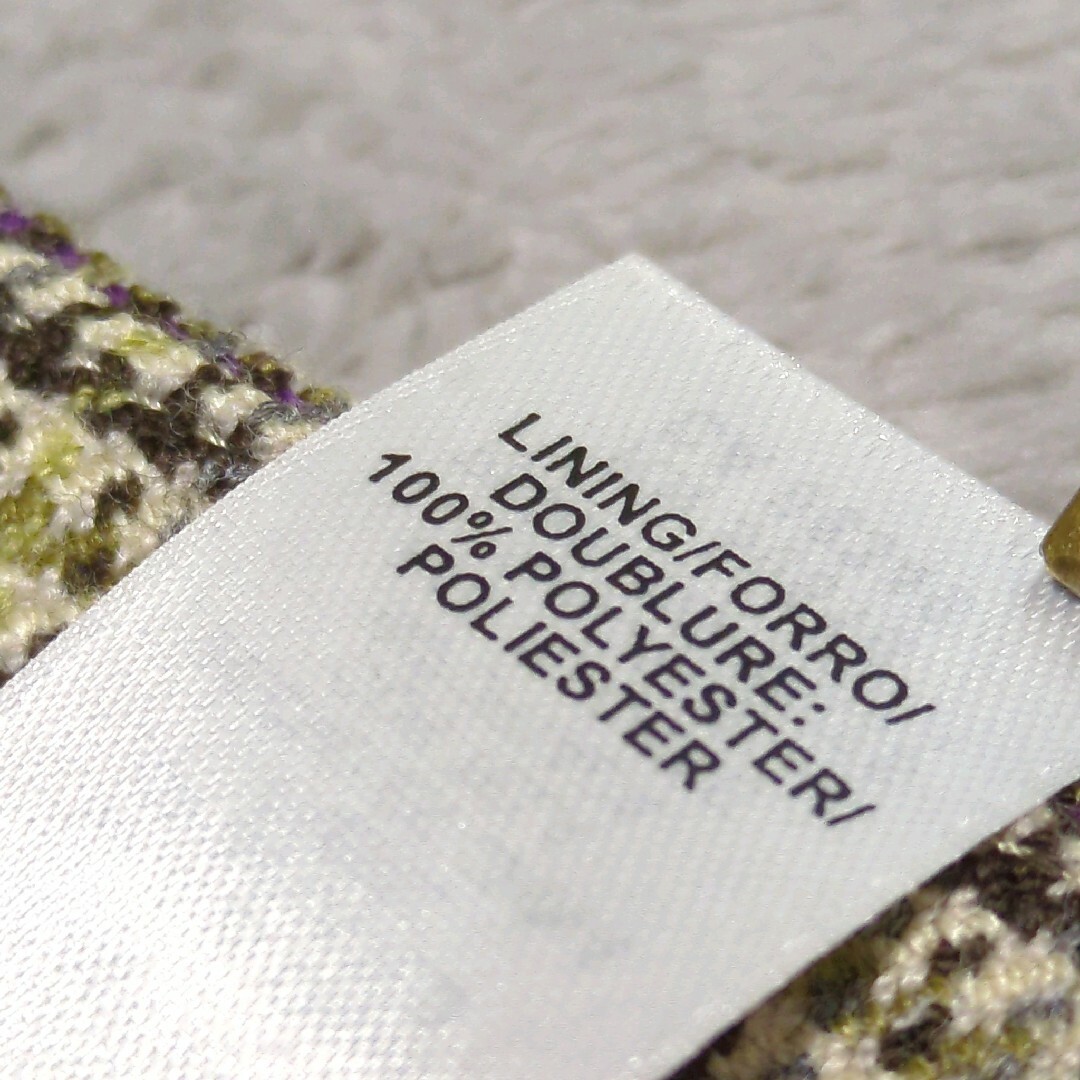 LINING/FORRO/
DOUBLURE:
100% POLYESTER/
POLIESTER